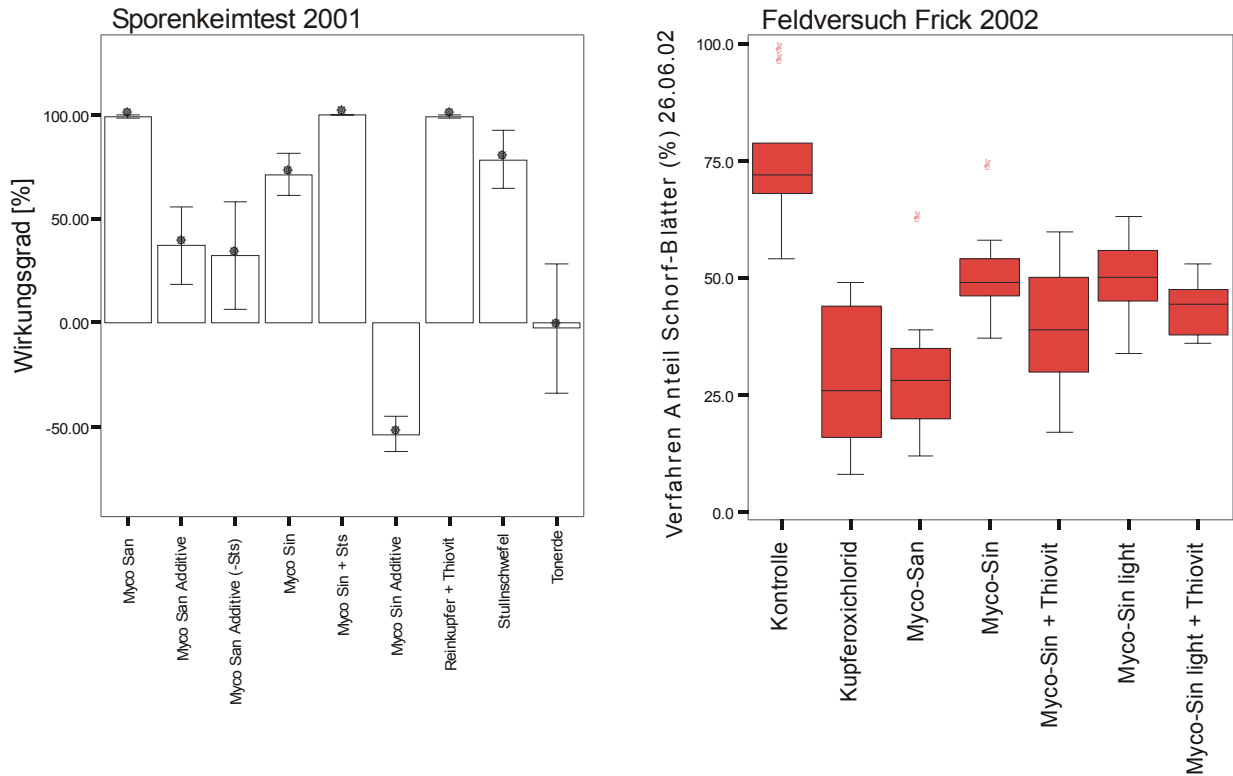 Sporenkeimtest 2001
Wirkungsgrad [%]
100.00
50.00
0.00
-50.00
Myco San
Myco San Additive
Myco San Additive (-Sts)
Myco Sin
Myco Sin + Sts
Myco Sin Additive
Reinkupfer + Thiovit
Stullnschwefel
Tonerde
Feldversuch Frick 2002
Verfahren Anteil Schorf-Blätter (%) 26.06.02
100.0
75.0
50.0
25.0
0.0
Kontrolle
Kupferoxichlorid
Myco-San
Myco-Sin
Myco-Sin + Thiovit
Myco-Sin light
Myco-Sin light + Thiovit